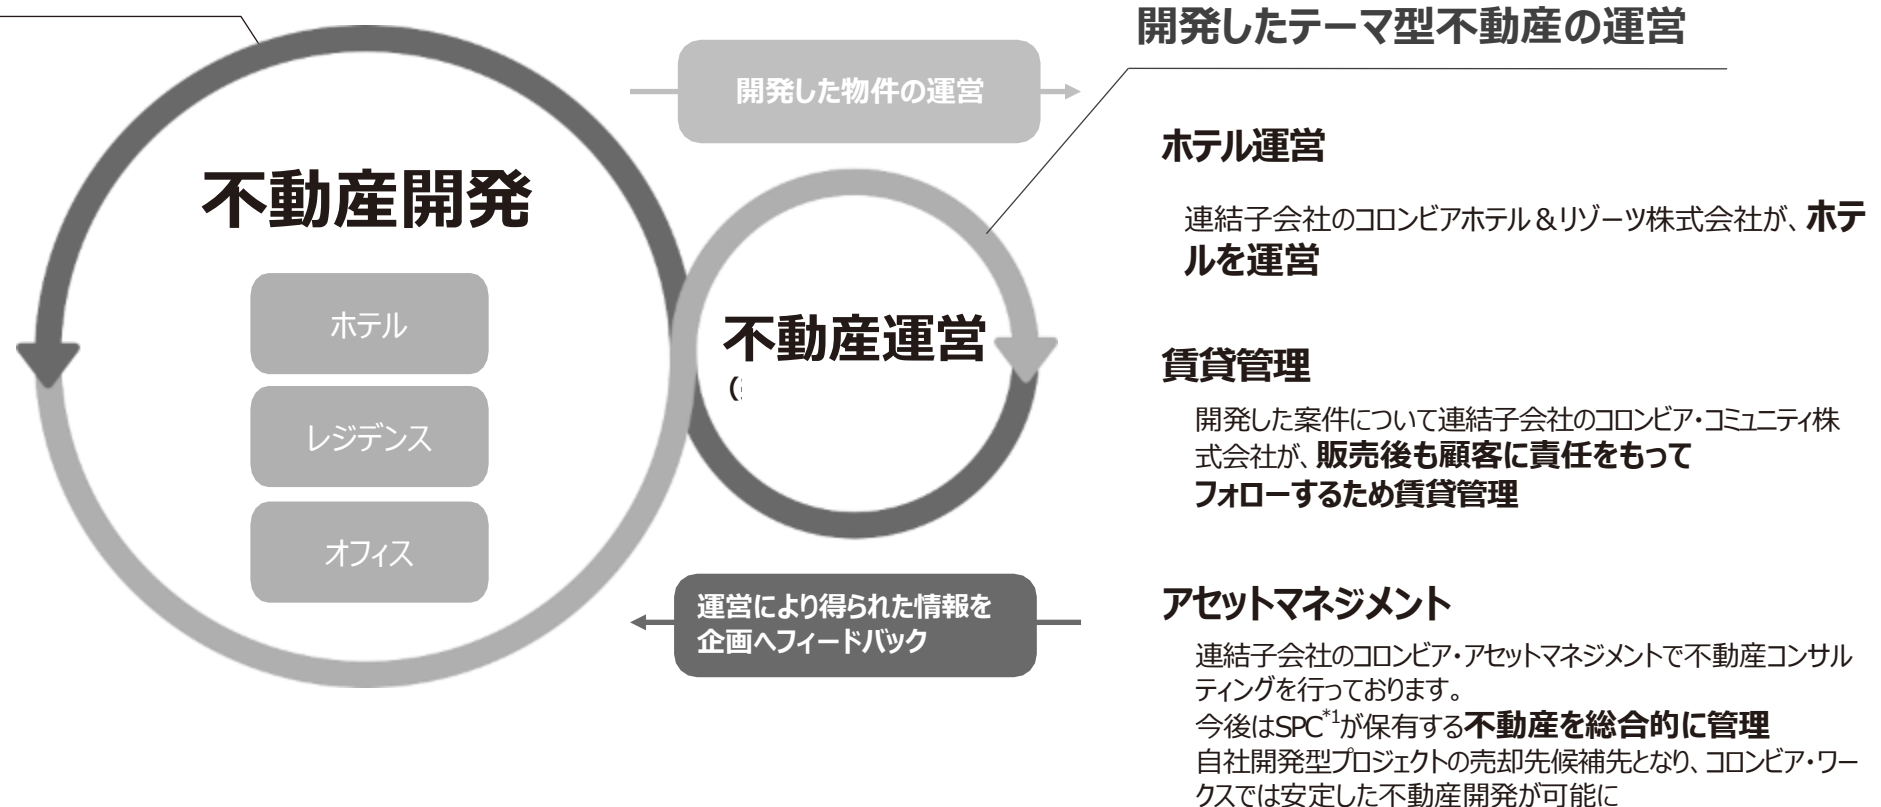 開発したテーマ型不動産の運営
開発した物件の運営
不動産開発
ホテル
レジデンス
オフィス
不動産運営
運営により得られた情報を
企画へフィードバック
ホテル運営
連結子会社のコロンビアホテル＆リゾーツ株式会社が、ホテ
ルを運営
賃貸管理
開発した案件について連結子会社のコロンビア・コミュニティ株
式会社が、販売後も顧客に責任をもって
フォローするため賃貸管理
アセットマネジメント
連結子会社のコロンビア・アセットマネジメントで不動産コンサル
ティングを行っております。
今後はSPC*1が保有する不動産を総合的に管理
自社開発型プロジェクトの売却先候補先となり、コロンビア・ワー
クスでは安定した不動産開発が可能に